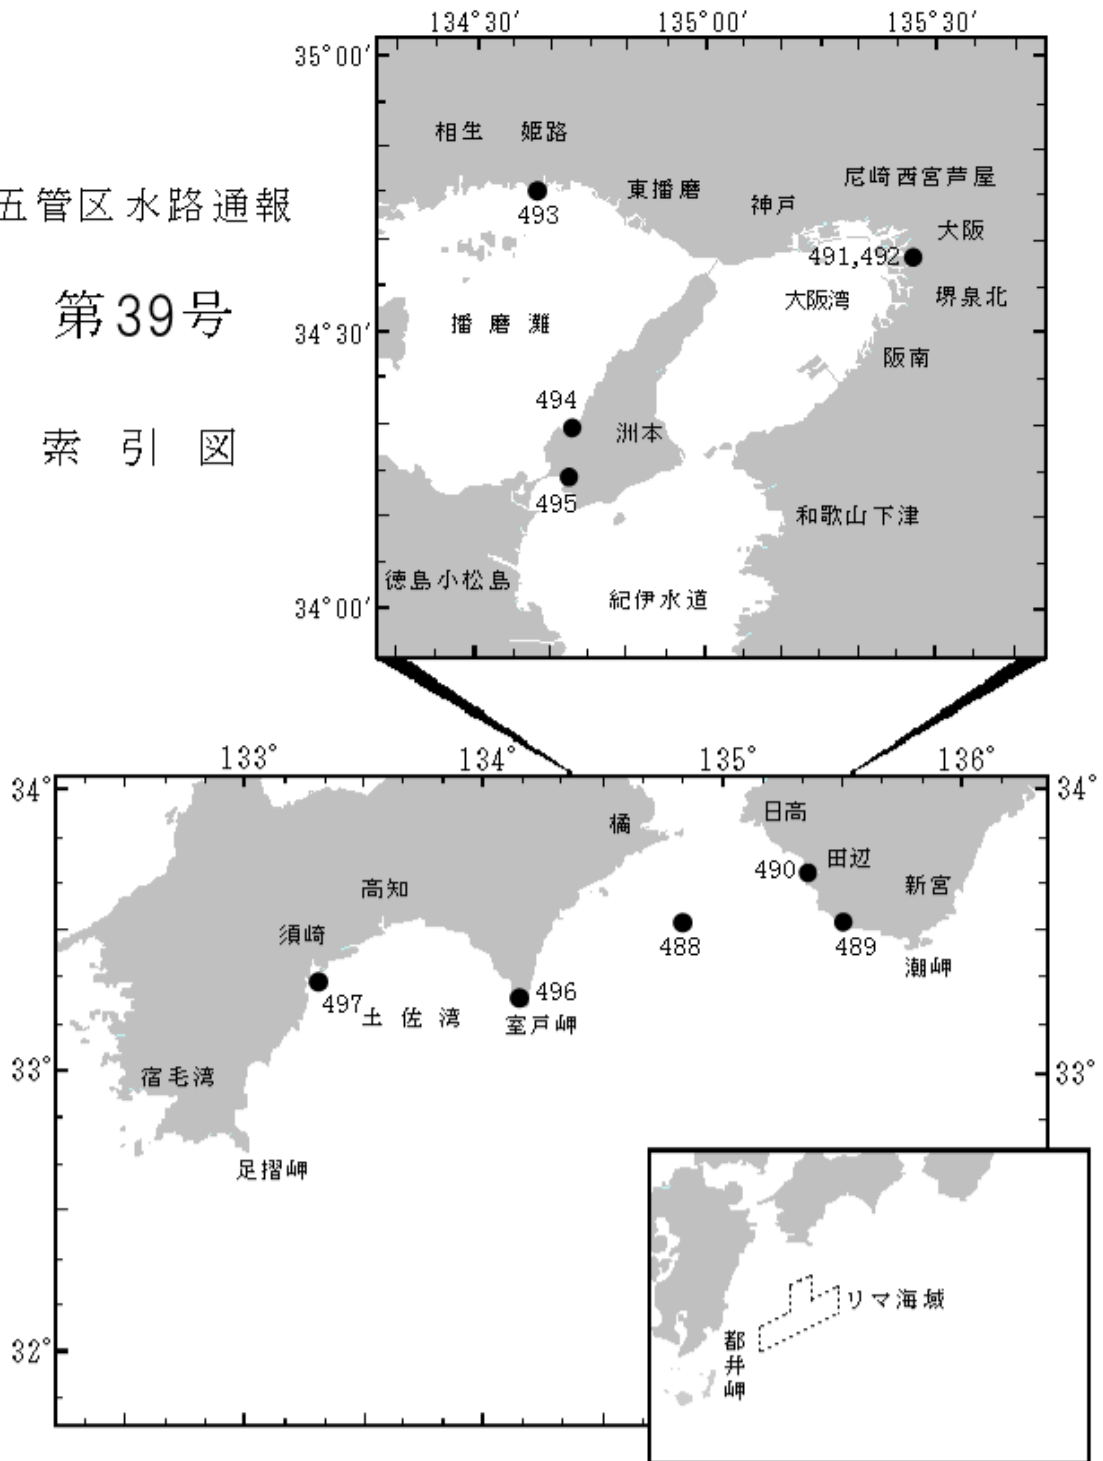 134°30′ 135°00′ 135°30′
35°00′
相生 姫路
尼崎西宮芦屋
東播磨
神戸
五管区水路通報
493
大阪
491,492
堺泉北
大阪湾
第39号
播磨灘
34°30′
阪南
494
洲本
索引図
495
和歌山下津
徳島小松島
紀伊水道
34°00′
133° 134° 135° 136°
34° 34°
日高
橘
田辺
490
新宮
高知
須崎
488
489
潮岬
496
497
土佐湾
室戸岬
33° 33°
宿毛湾
足摺岬
リマ海域
都井岬
32°